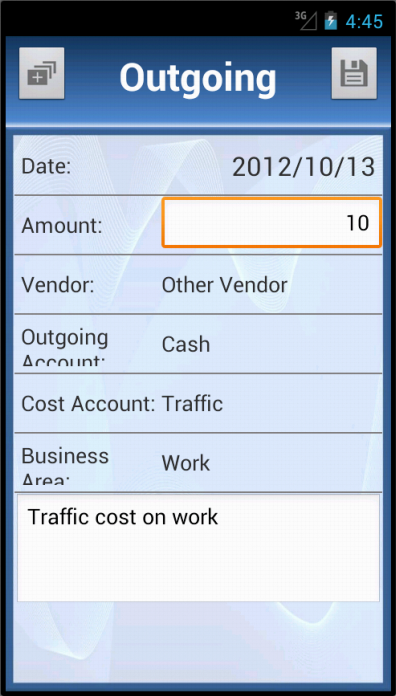 3G 4:45
Outgoing
Date: 2012/10/13
Amount: 10
Vendor: Other Vendor
Outgoing
Account: Cash
Cost Account: Traffic
Business
Area: Work
Traffic cost on work